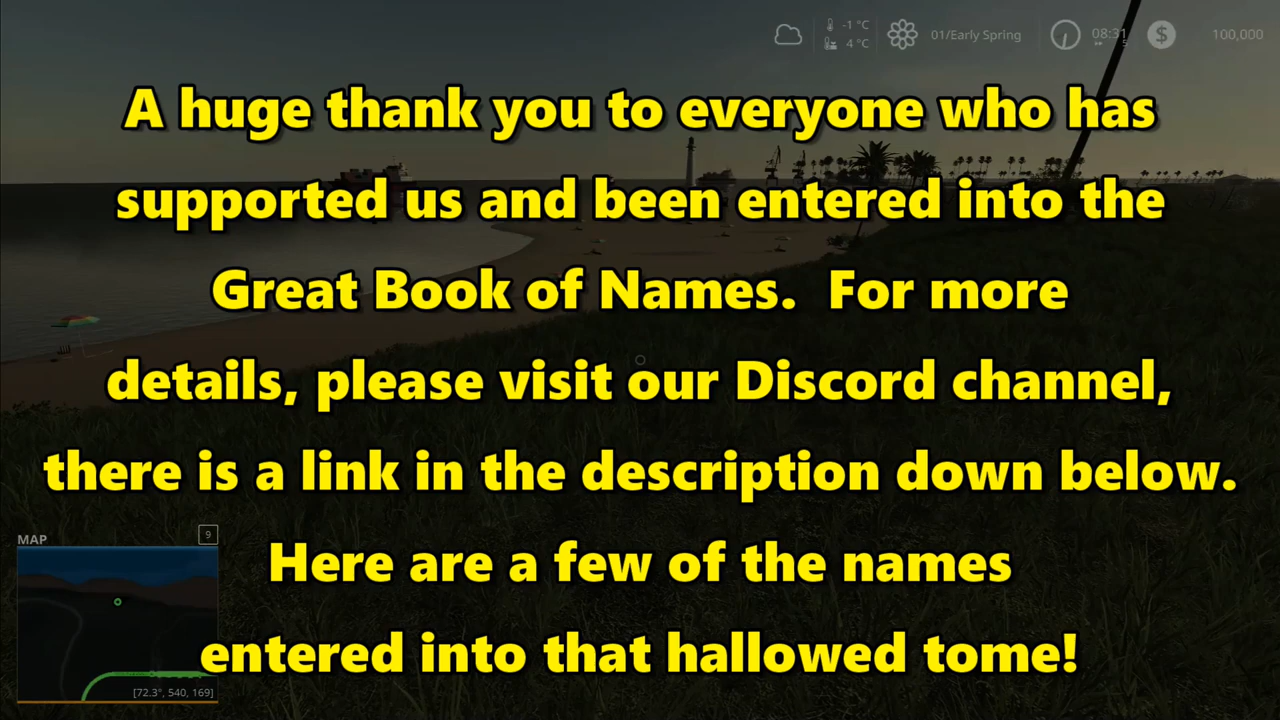 -1 °C
4 °C
01/Early Spring
08:31
5
$
100,000
A huge thank you to everyone who has
supported us and been entered into the
Great Book of Names.  For more
details, please visit our Discord channel,
there is a link in the description down below.
Here are a few of the names
entered into that hallowed tome!
MAP
9
[72.3°, 540, 169]